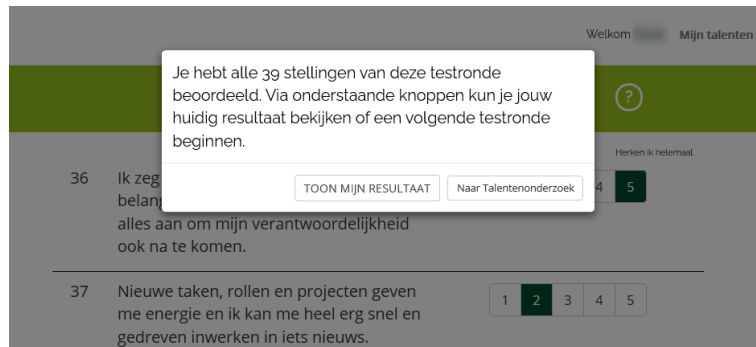 Welkom
Mijn talenten
Je hebt alle 39 stellingen van deze testronde
beoordeeld. Via onderstaande knoppen kun je jouw
huidig resultaat bekijken of een volgende testronde
beginnen.
?
TOON MIJN RESULTAAT
Naar Talentenonderzoek
Herken ik helemaal
36 Ik zeg
4 5
belang
alles aan om mijn verantwoordelijkheid
ook na te komen.
37 Nieuwe taken, rollen en projecten geven
1 2 3 4 5
me energie en ik kan me heel erg snel en
gedreven inwerken in iets nieuws.